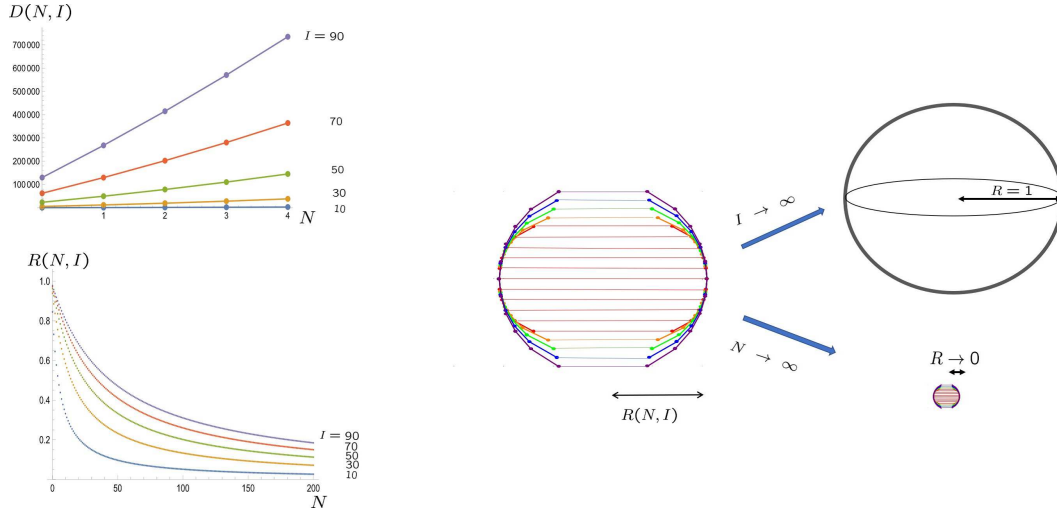 D(N, I)
700 000
600 000
500 000
400 000
300 000
200 000
100 000
1
2
3
4
N
I = 90
70
50
30
10
R(N, I)
1.0
0.8
0.6
0.4
0.2
0
50
100
150
200
N
I = 90
70
50
30
10
R(N, I)
I → ∞
N → ∞
R = 1
R → 0